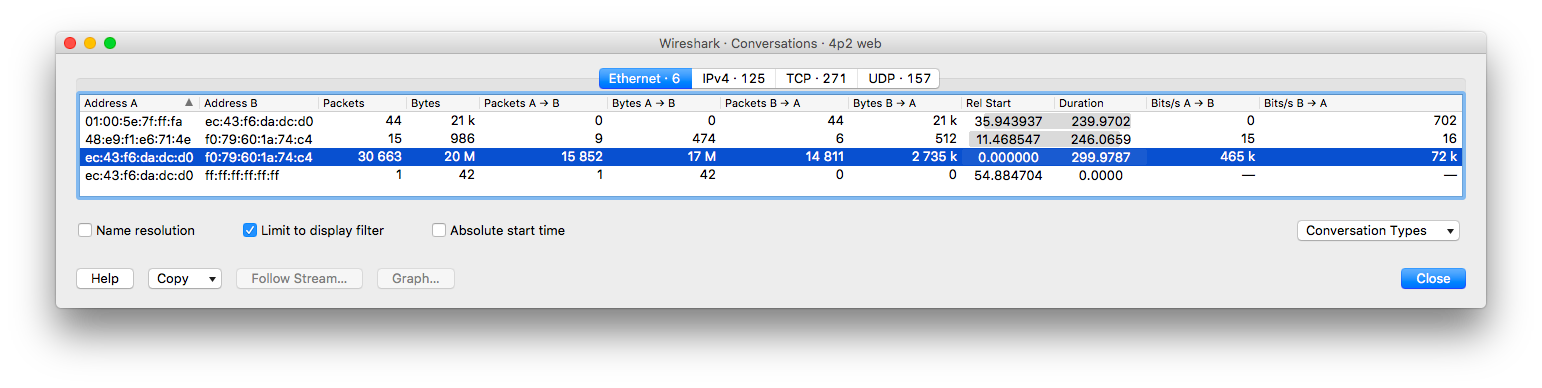 Wireshark · Conversations · 4p2 web
Ethernet · 6 IPv4 · 125 TCP · 271 UDP · 157
Address A Address B Packets Bytes Packets A → B Bytes A → B Packets B → A Bytes B → A Rel Start Duration Bits/s A → B Bits/s B → A
01:00:5e:7f:ff:fa ec:43:f6:da:dc:d0 44 21 k 0 0 44 21 k 35.943937 239.9702 0 702
48:e9:f1:e6:71:4e f0:79:60:1a:74:c4 15 986 9 474 6 512 11.468547 246.0659 15 16
ec:43:f6:da:dc:d0 f0:79:60:1a:74:c4 30 663 20 M 15 852 17 M 14 811 2 735 k 0.000000 299.9787 465 k 72 k
ec:43:f6:da:dc:d0 ff:ff:ff:ff:ff:ff 1 42 1 42 0 0 54.884704 0.0000 — —
Name resolution Limit to display filter Absolute start time Conversation Types
Help Copy Follow Stream... Graph... Close